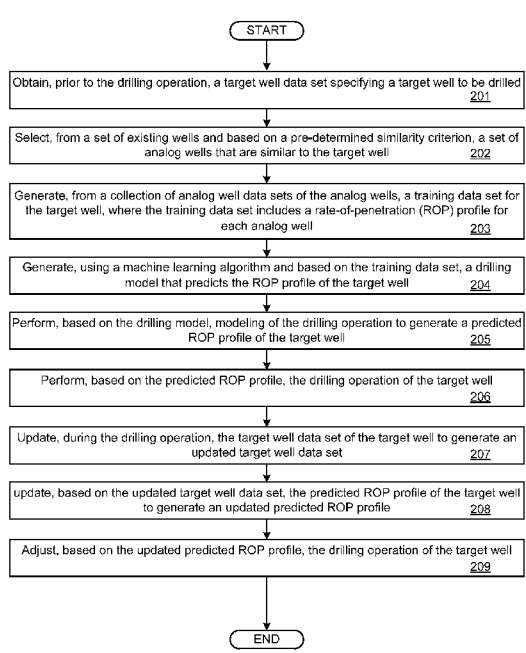 START
Obtain, prior to the drilling operation, a target well data set specifying a target well to be drilled
201
Select, from a set of existing wells and based on a pre-determined similarity criterion, a set of
analog wells that are similar to the target well
202
Generate, from a collection of analog well data sets of the analog wells, a training data set for
the target well, where the training data set includes a rate-of-penetration (ROP) profile for
each analog well
203
Generate, using a machine learning algorithm and based on the training data set, a drilling
model that predicts the ROP profile of the target well
204
Perform, based on the drilling model, modeling of the drilling operation to generate a predicted
ROP profile of the target well
205
Perform, based on the predicted ROP profile, the drilling operation of the target well
206
Update, during the drilling operation, the target well data set of the target well to generate an
updated target well data set
207
update, based on the updated target well data set, the predicted ROP profile of the target well
to generate an updated predicted ROP profile
208
Adjust, based on the updated predicted ROP profile, the drilling operation of the target well
209
END